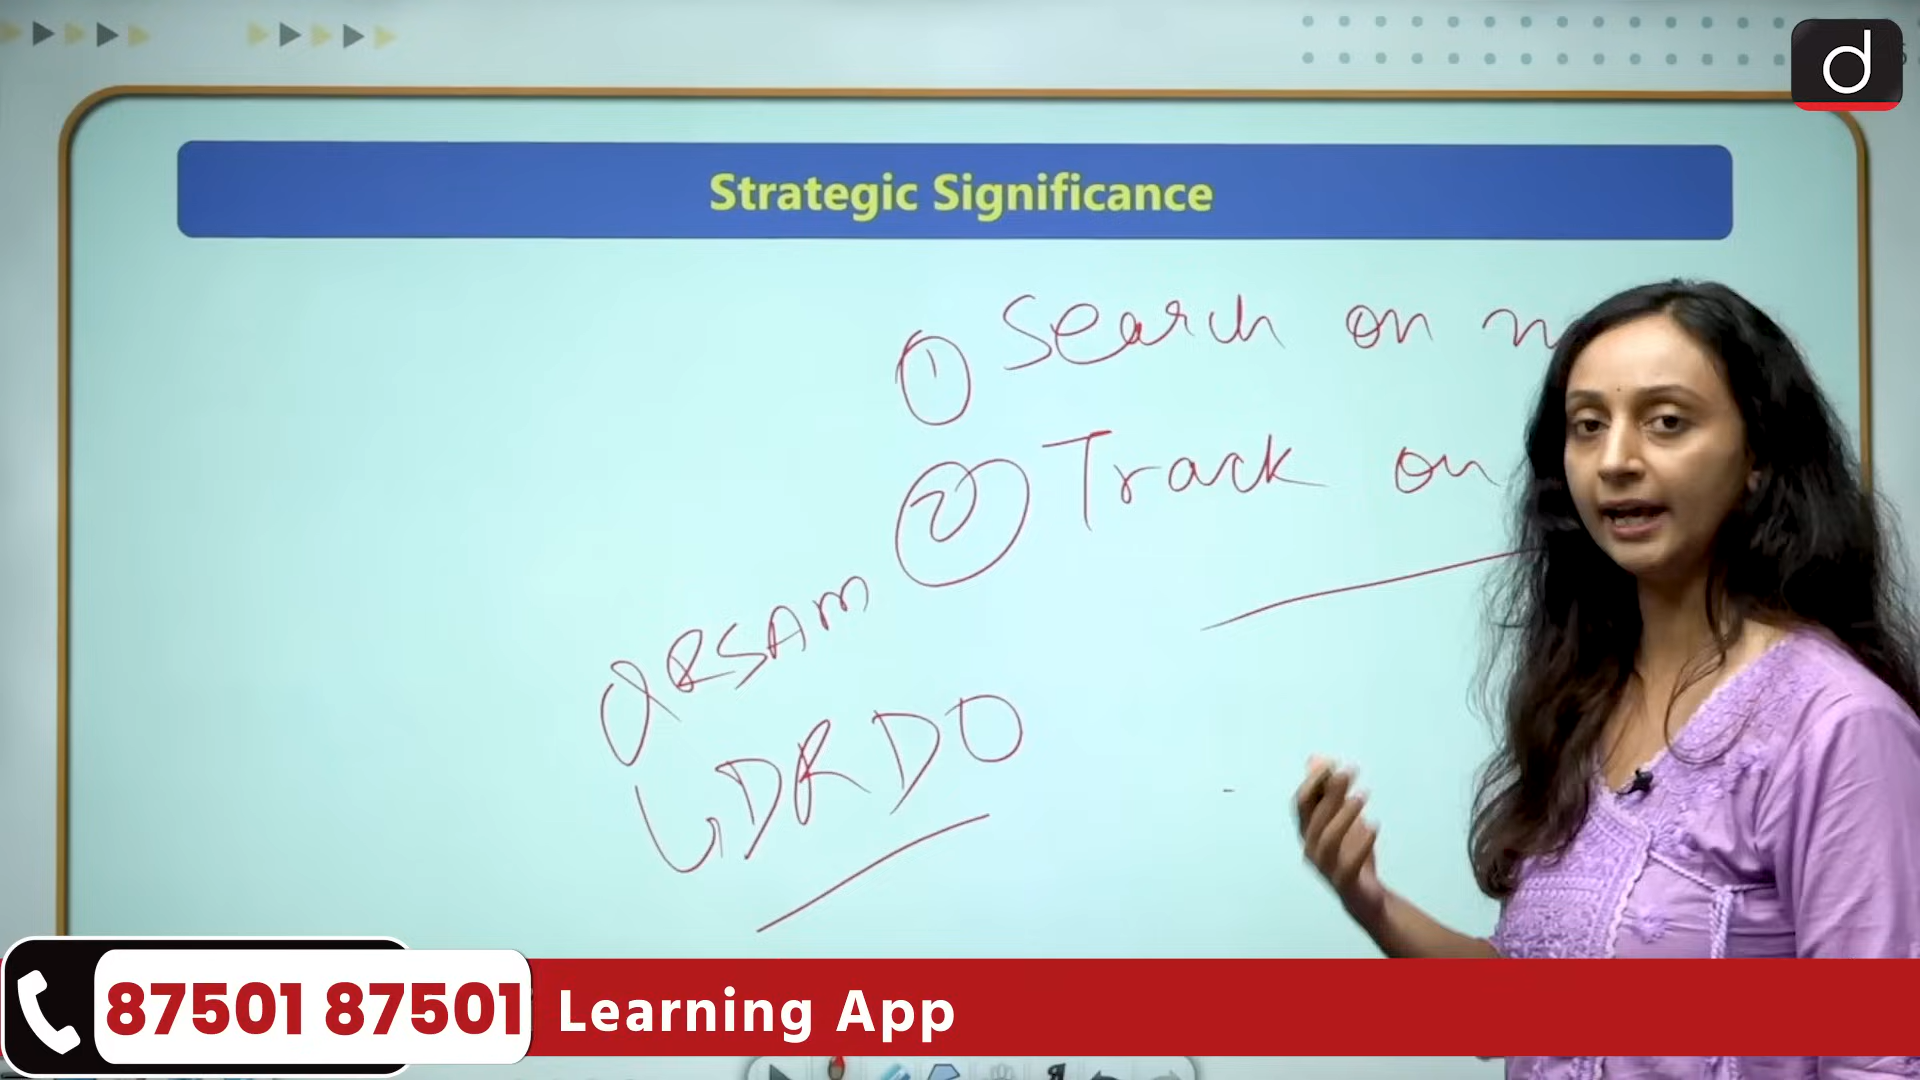 d
Strategic Significance
① Search on
② Track on
QRSAM
↳ DRDO
87501 87501
Learning App